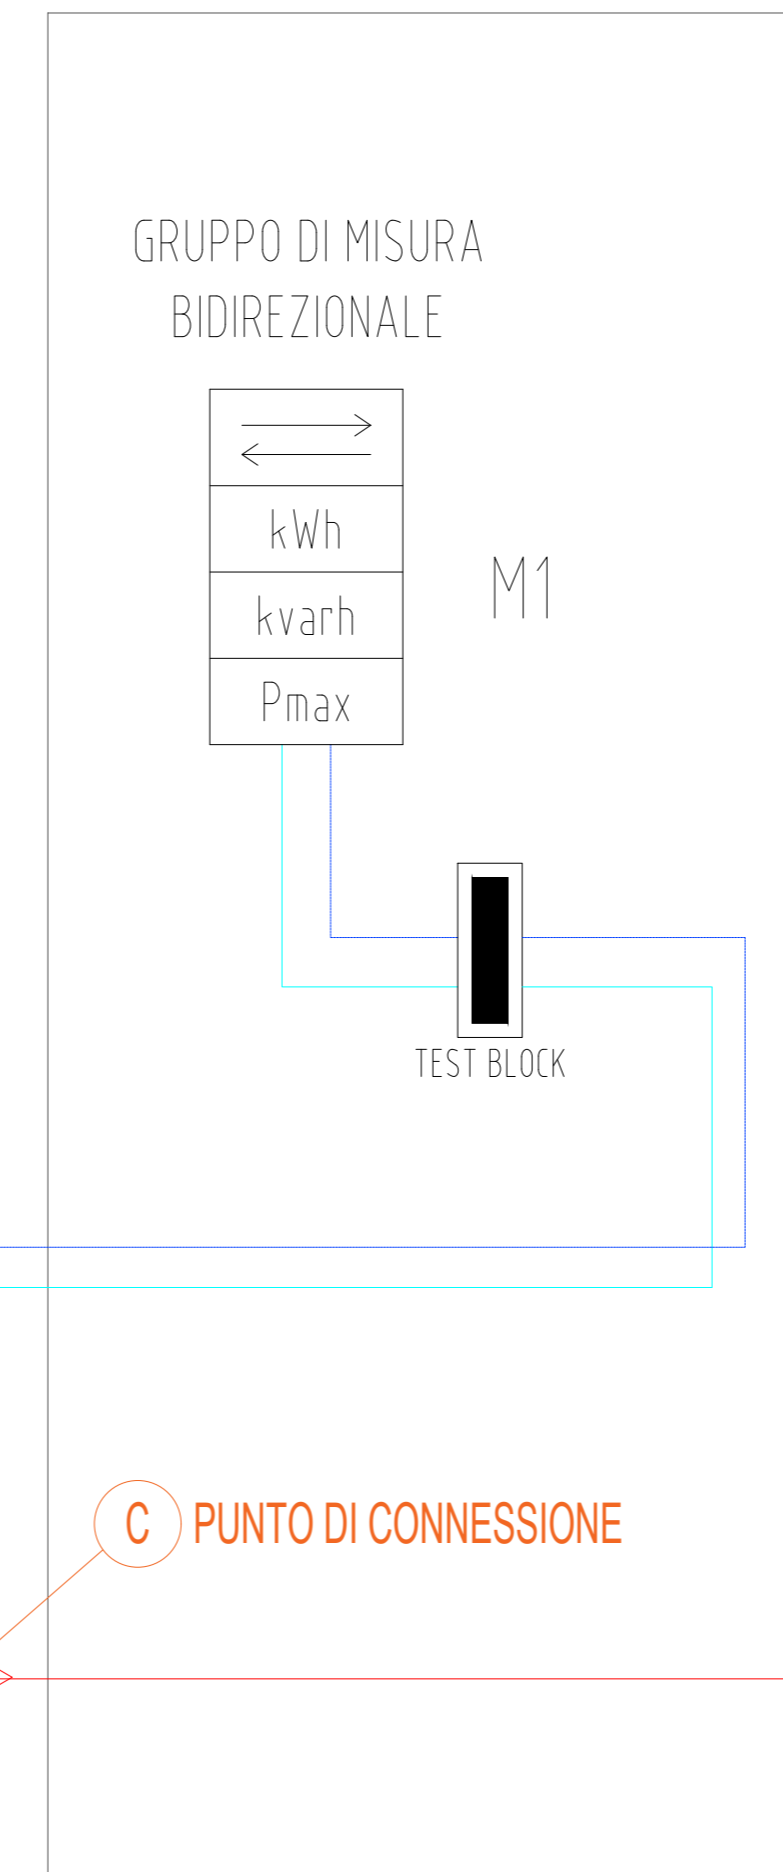 GRUPPO DI MISURA
BIDIREZIONALE
kWh
kvarh
Pmax
M1
TEST BLOCK
C PUNTO DI CONNESSIONE